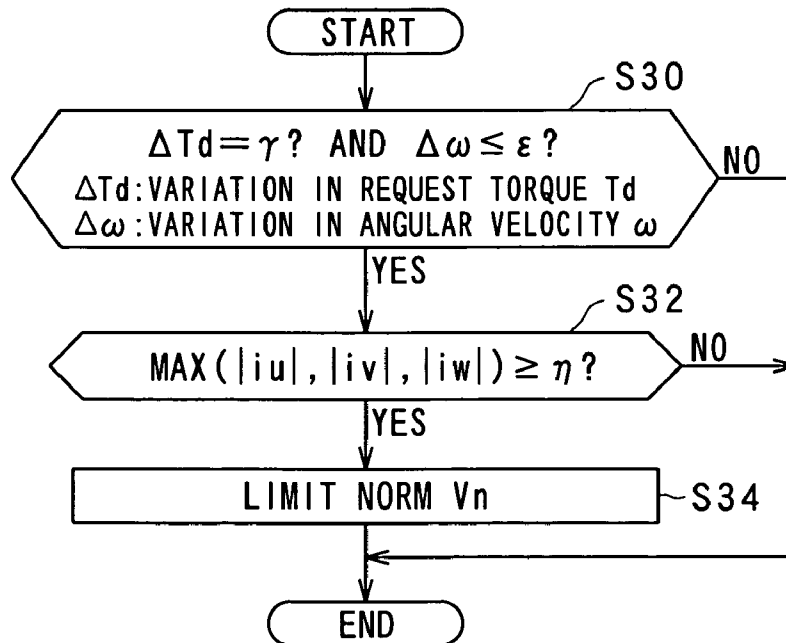 START
S30
ΔTd=γ? AND Δω≤ε?
NO
ΔTd:VARIATION IN REQUEST TORQUE Td
Δω:VARIATION IN ANGULAR VELOCITY ω
YES
S32
MAX(|iu|,|iv|,|iw|)≥η?
NO
YES
LIMIT NORM Vn
S34
END